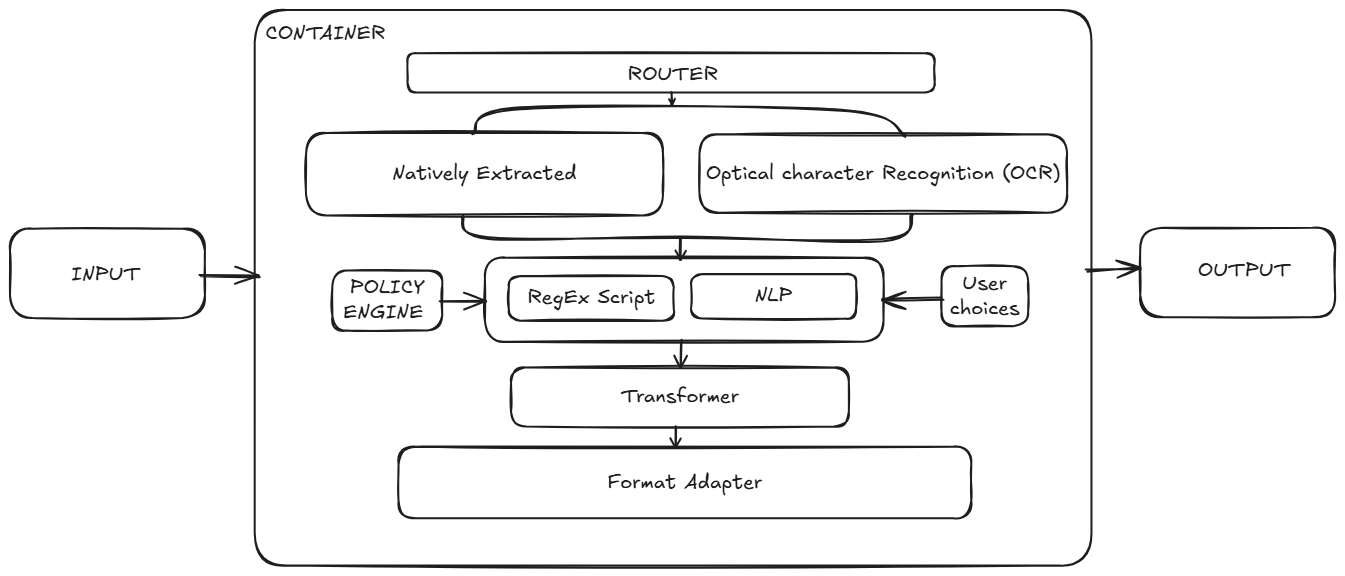 CONTAINER
ROUTER
Natively Extracted
Optical character Recognition (OCR)
INPUT
POLICY
ENGINE
RegEx Script
NLP
User
choices
OUTPUT
Transformer
Format Adapter